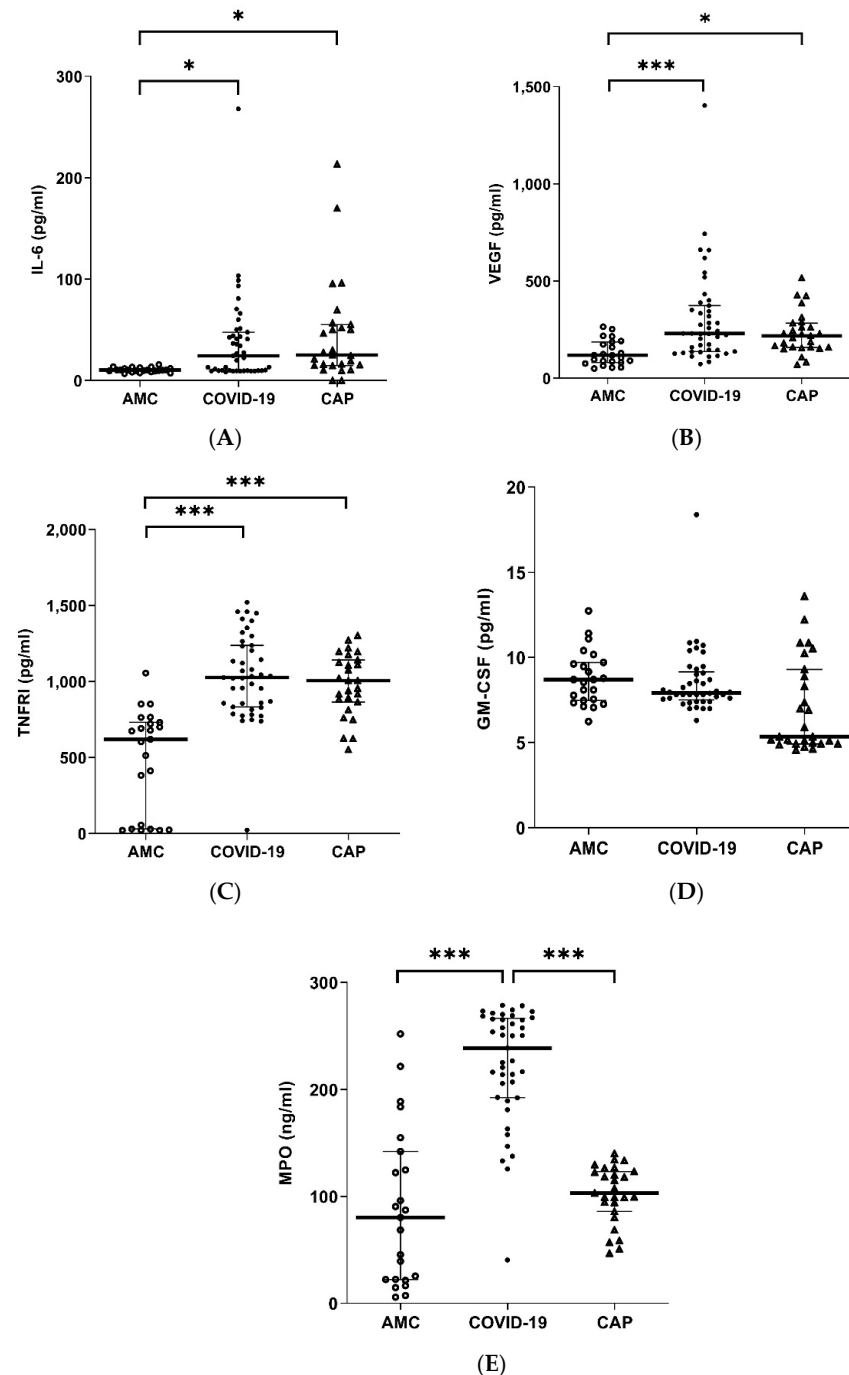 *
*
300
200
100
0
IL-6 (pg/ml)
AMC COVID-19 CAP
(A)
*
***
1,500
1,000
500
0
VEGF (pg/ml)
AMC COVID-19 CAP
(B)
***
***
2,000
1,500
1,000
500
0
TNFRI (pg/ml)
AMC COVID-19 CAP
(C)
20
15
10
5
0
GM-CSF (pg/ml)
AMC COVID-19 CAP
(D)
*** ***
300
200
100
0
MPO (ng/ml)
AMC COVID-19 CAP
(E)